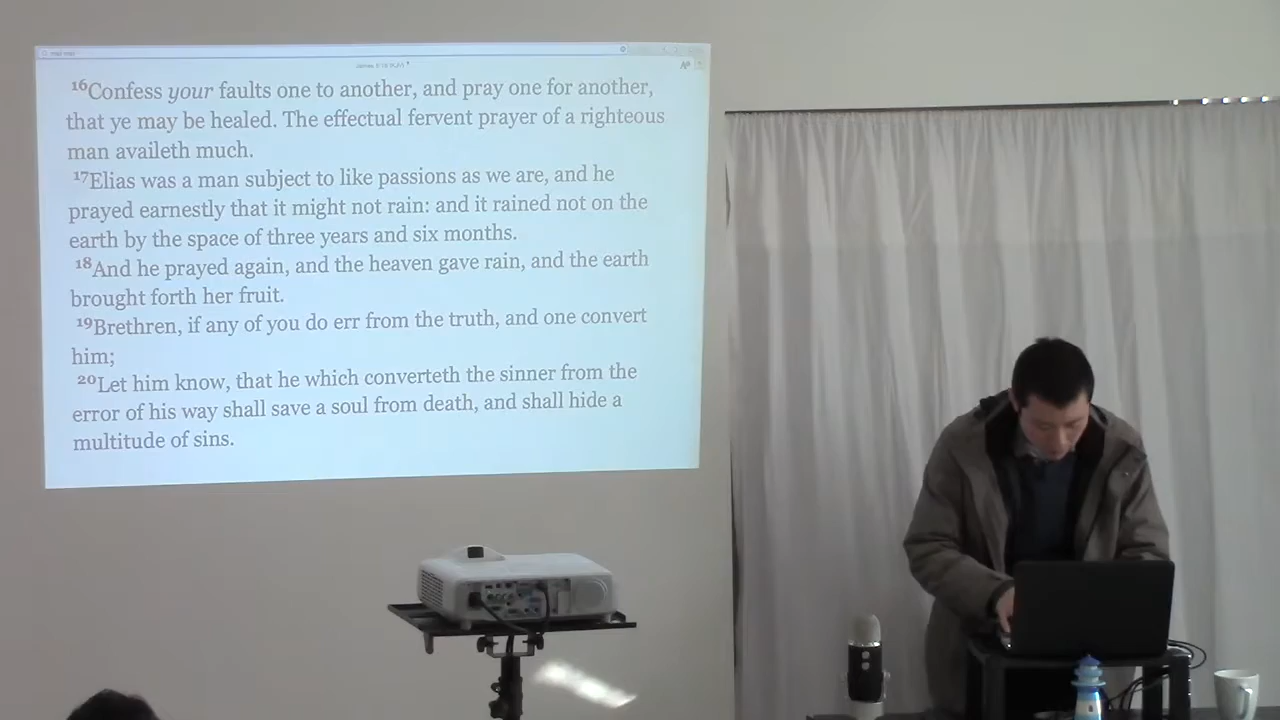 16Confess your faults one to another, and pray one for another,
that ye may be healed. The effectual fervent prayer of a righteous
man availeth much.
17Elias was a man subject to like passions as we are, and he
prayed earnestly that it might not rain: and it rained not on the
earth by the space of three years and six months.
18And he prayed again, and the heaven gave rain, and the earth
brought forth her fruit.
19Brethren, if any of you do err from the truth, and one convert
him;
20Let him know, that he which converteth the sinner from the
error of his way shall save a soul from death, and shall hide a
multitude of sins.